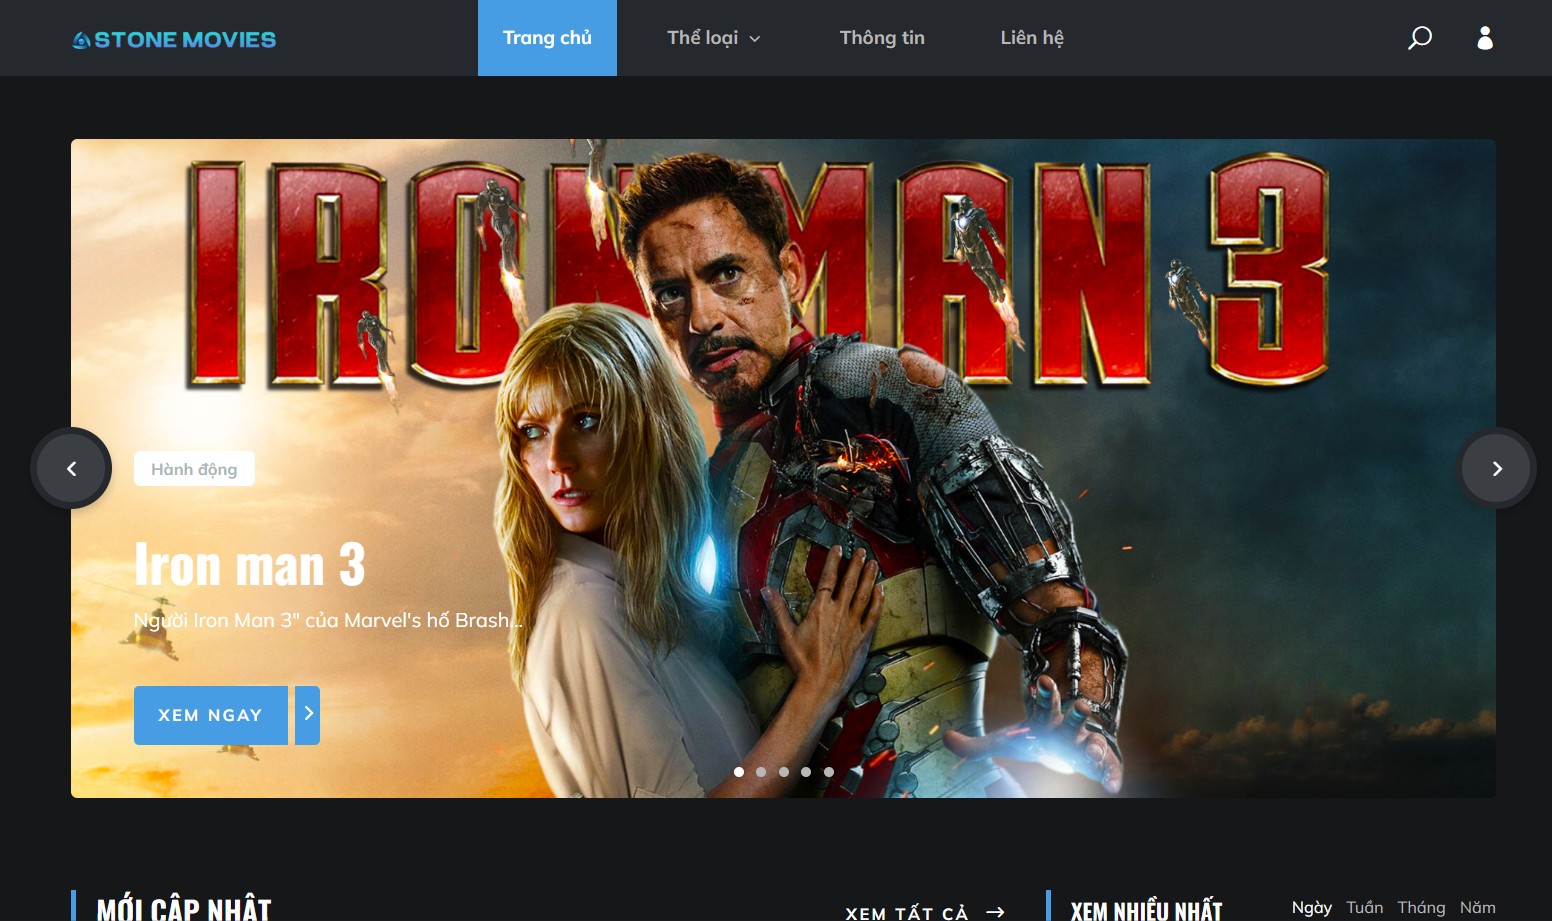 STONE MOVIES
Trang chủ
Thể loại
Thông tin
Liên hệ
IRON MAN 3
Hành động
Iron man 3
Người Iron Man 3" của Marvel's hố Brash...
XEM NGAY
MỚI CẬP NHẬT
XEM TẤT CẢ
XEM NHIỀU NHẤT
Ngày Tuần Tháng Năm